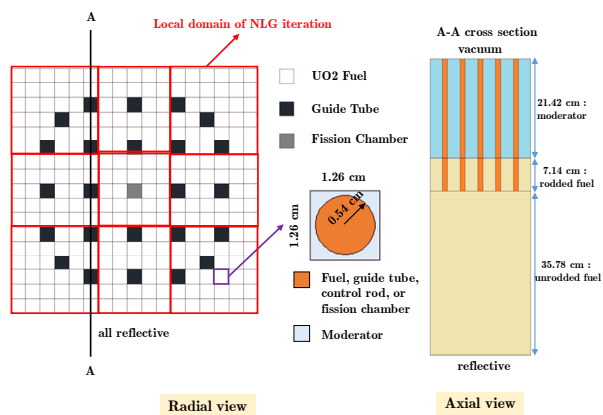 A
Local domain of NLG iteration
UO2 Fuel
Guide Tube
Fission Chamber
1.26 cm
1.26 cm
0.54 cm
Fuel, guide tube,
control rod, or
fission chamber
Moderator
all reflective
A
Radial view
A-A cross section
vacuum
21.42 cm :
moderator
7.14 cm :
rodded fuel
35.78 cm :
unrodded fuel
reflective
Axial view